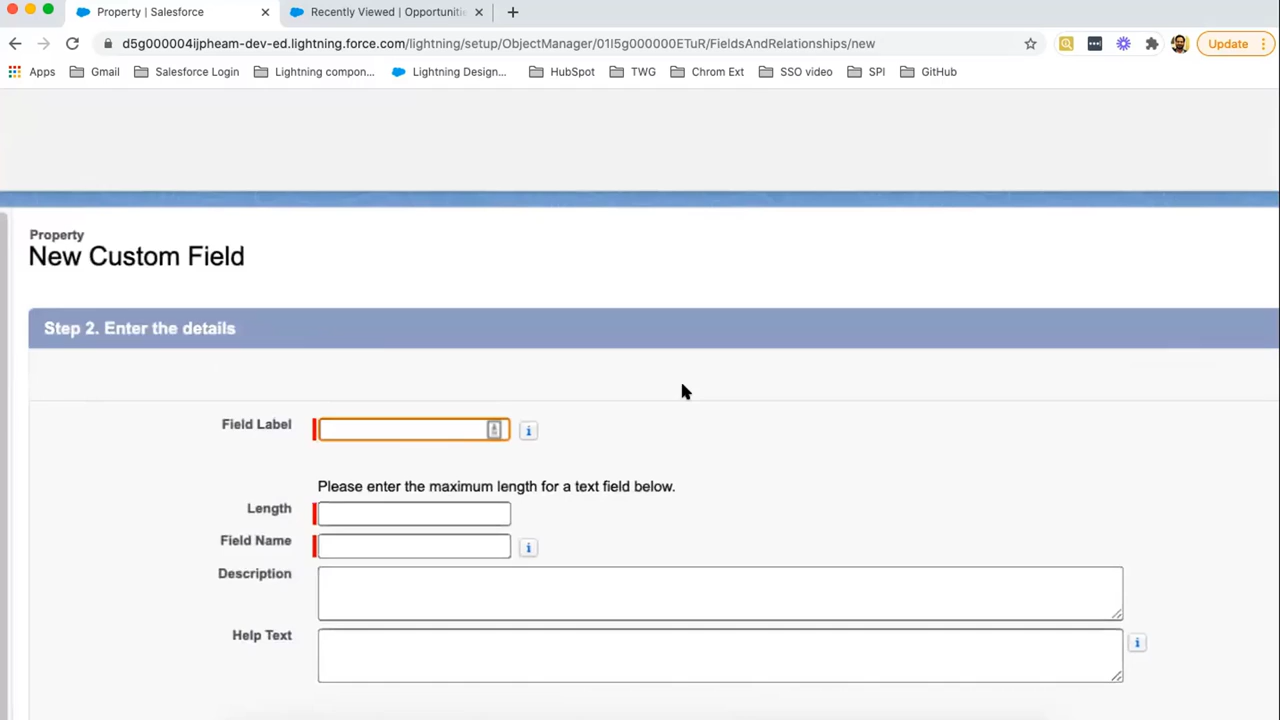 Property | Salesforce
Recently Viewed | Opportunitie
d5g000004ijpheam-dev-ed.lightning.force.com/lightning/setup/ObjectManager/01I5g000000ETuR/FieldsAndRelationships/new
Update
Apps
Gmail
Salesforce Login
Lightning compon...
Lightning Design...
HubSpot
TWG
Chrom Ext
SSO video
SPI
GitHub
Property
New Custom Field
Step 2. Enter the details
Field Label
i
Please enter the maximum length for a text field below.
Length
Field Name
i
Description
Help Text
i